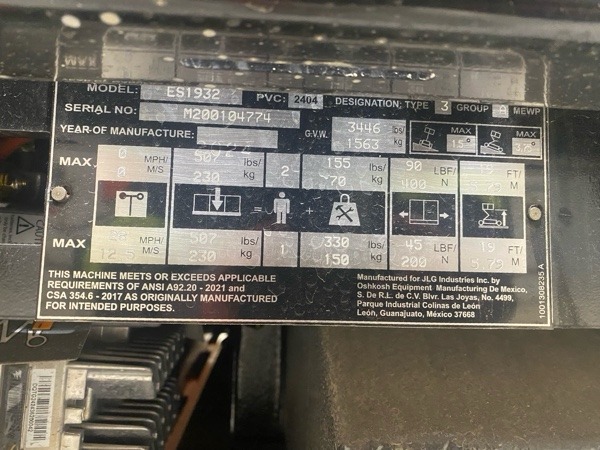 MAX
MODEL: ES1932 PVC: 2404 DESIGNATION: TYPE 3 GROUP A MEWP
SERIAL NO: M200104774
YEAR OF MANUFACTURE: G.V.W. 3446 lbs/ 1563 kg MAX 1.5° MAX
MAX 0 MPH/ 507 lbs/ 2 155 lbs/ 90 LBF/ FT/
0 M/S 230 kg 70 kg 400 N M
= +
MAX MPH/ 507 lbs/ 1 330 lbs/ 45 LBF/ 19 FT/
M/S 230 kg 150 kg 200 N M
THIS MACHINE MEETS OR EXCEEDS APPLICABLE
REQUIREMENTS OF ANSI A92.20 - 2021 and
CSA 354.6 - 2017 AS ORIGINALLY MANUFACTURED
FOR INTENDED PURPOSES.
Manufactured for JLG Industries Inc. by
Oshkosh Equipment Manufacturing De Mexico,
S. De R.L. de C.V. Blvr. Las Joyas, No. 4499,
Parque Industrial Colinas de León
León, Guanajuato, México 37668
1001308235 A